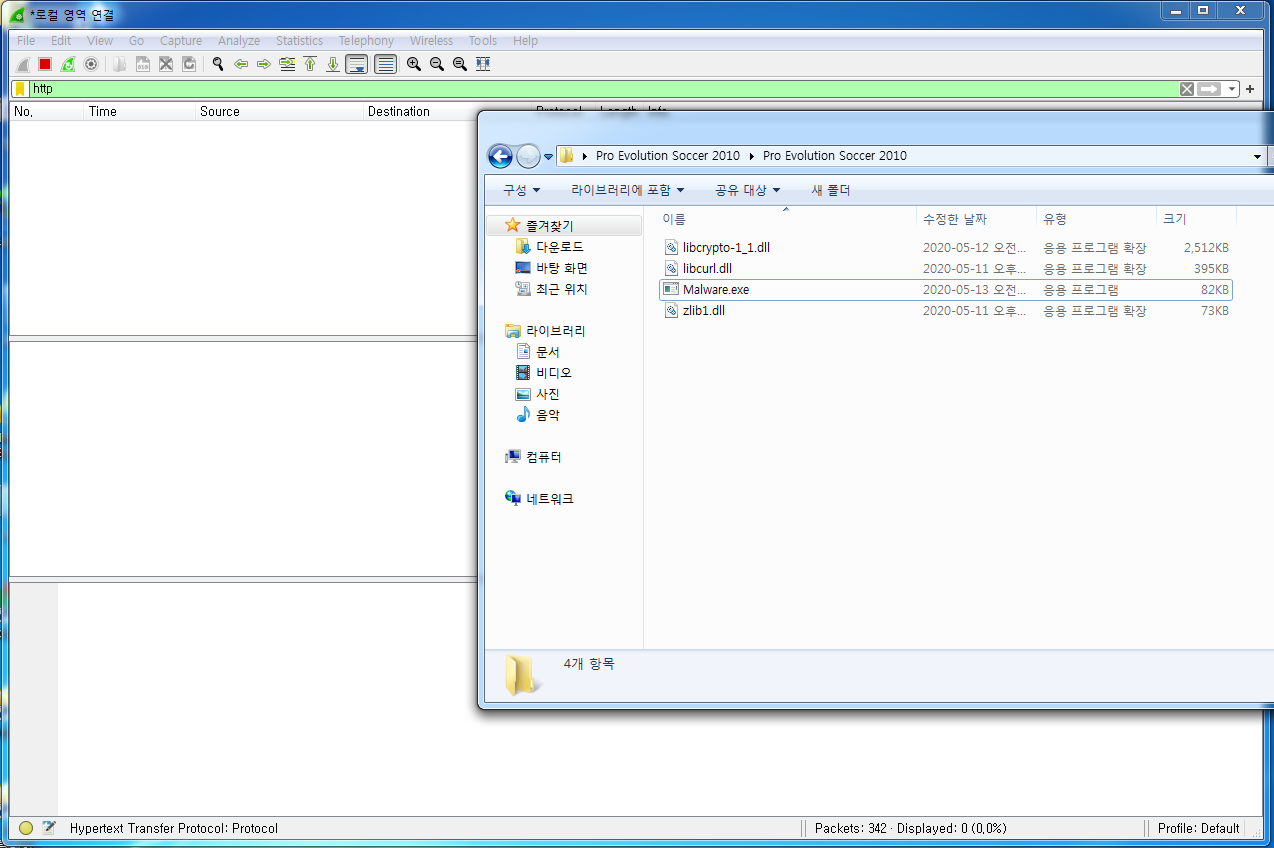 *로컬 영역 연결
File Edit View Go Capture Analyze Statistics Telephony Wireless Tools Help
http
No. Time Source Destination Protocol Length Info
Pro Evolution Soccer 2010 Pro Evolution Soccer 2010
구성 라이브러리에 포함 공유 대상 새 폴더
즐겨찾기
다운로드
바탕 화면
최근 위치
라이브러리
문서
비디오
사진
음악
컴퓨터
네트워크
이름 수정한 날짜 유형 크기
libcrypto-1_1.dll 2020-05-12 오전... 응용 프로그램 확장 2,512KB
libcurl.dll 2020-05-11 오후... 응용 프로그램 확장 395KB
Malware.exe 2020-05-13 오전... 응용 프로그램 82KB
zlib1.dll 2020-05-11 오후... 응용 프로그램 확장 73KB
4개 항목
Hypertext Transfer Protocol: Protocol Packets: 342 · Displayed: 0 (0.0%) Profile: Default